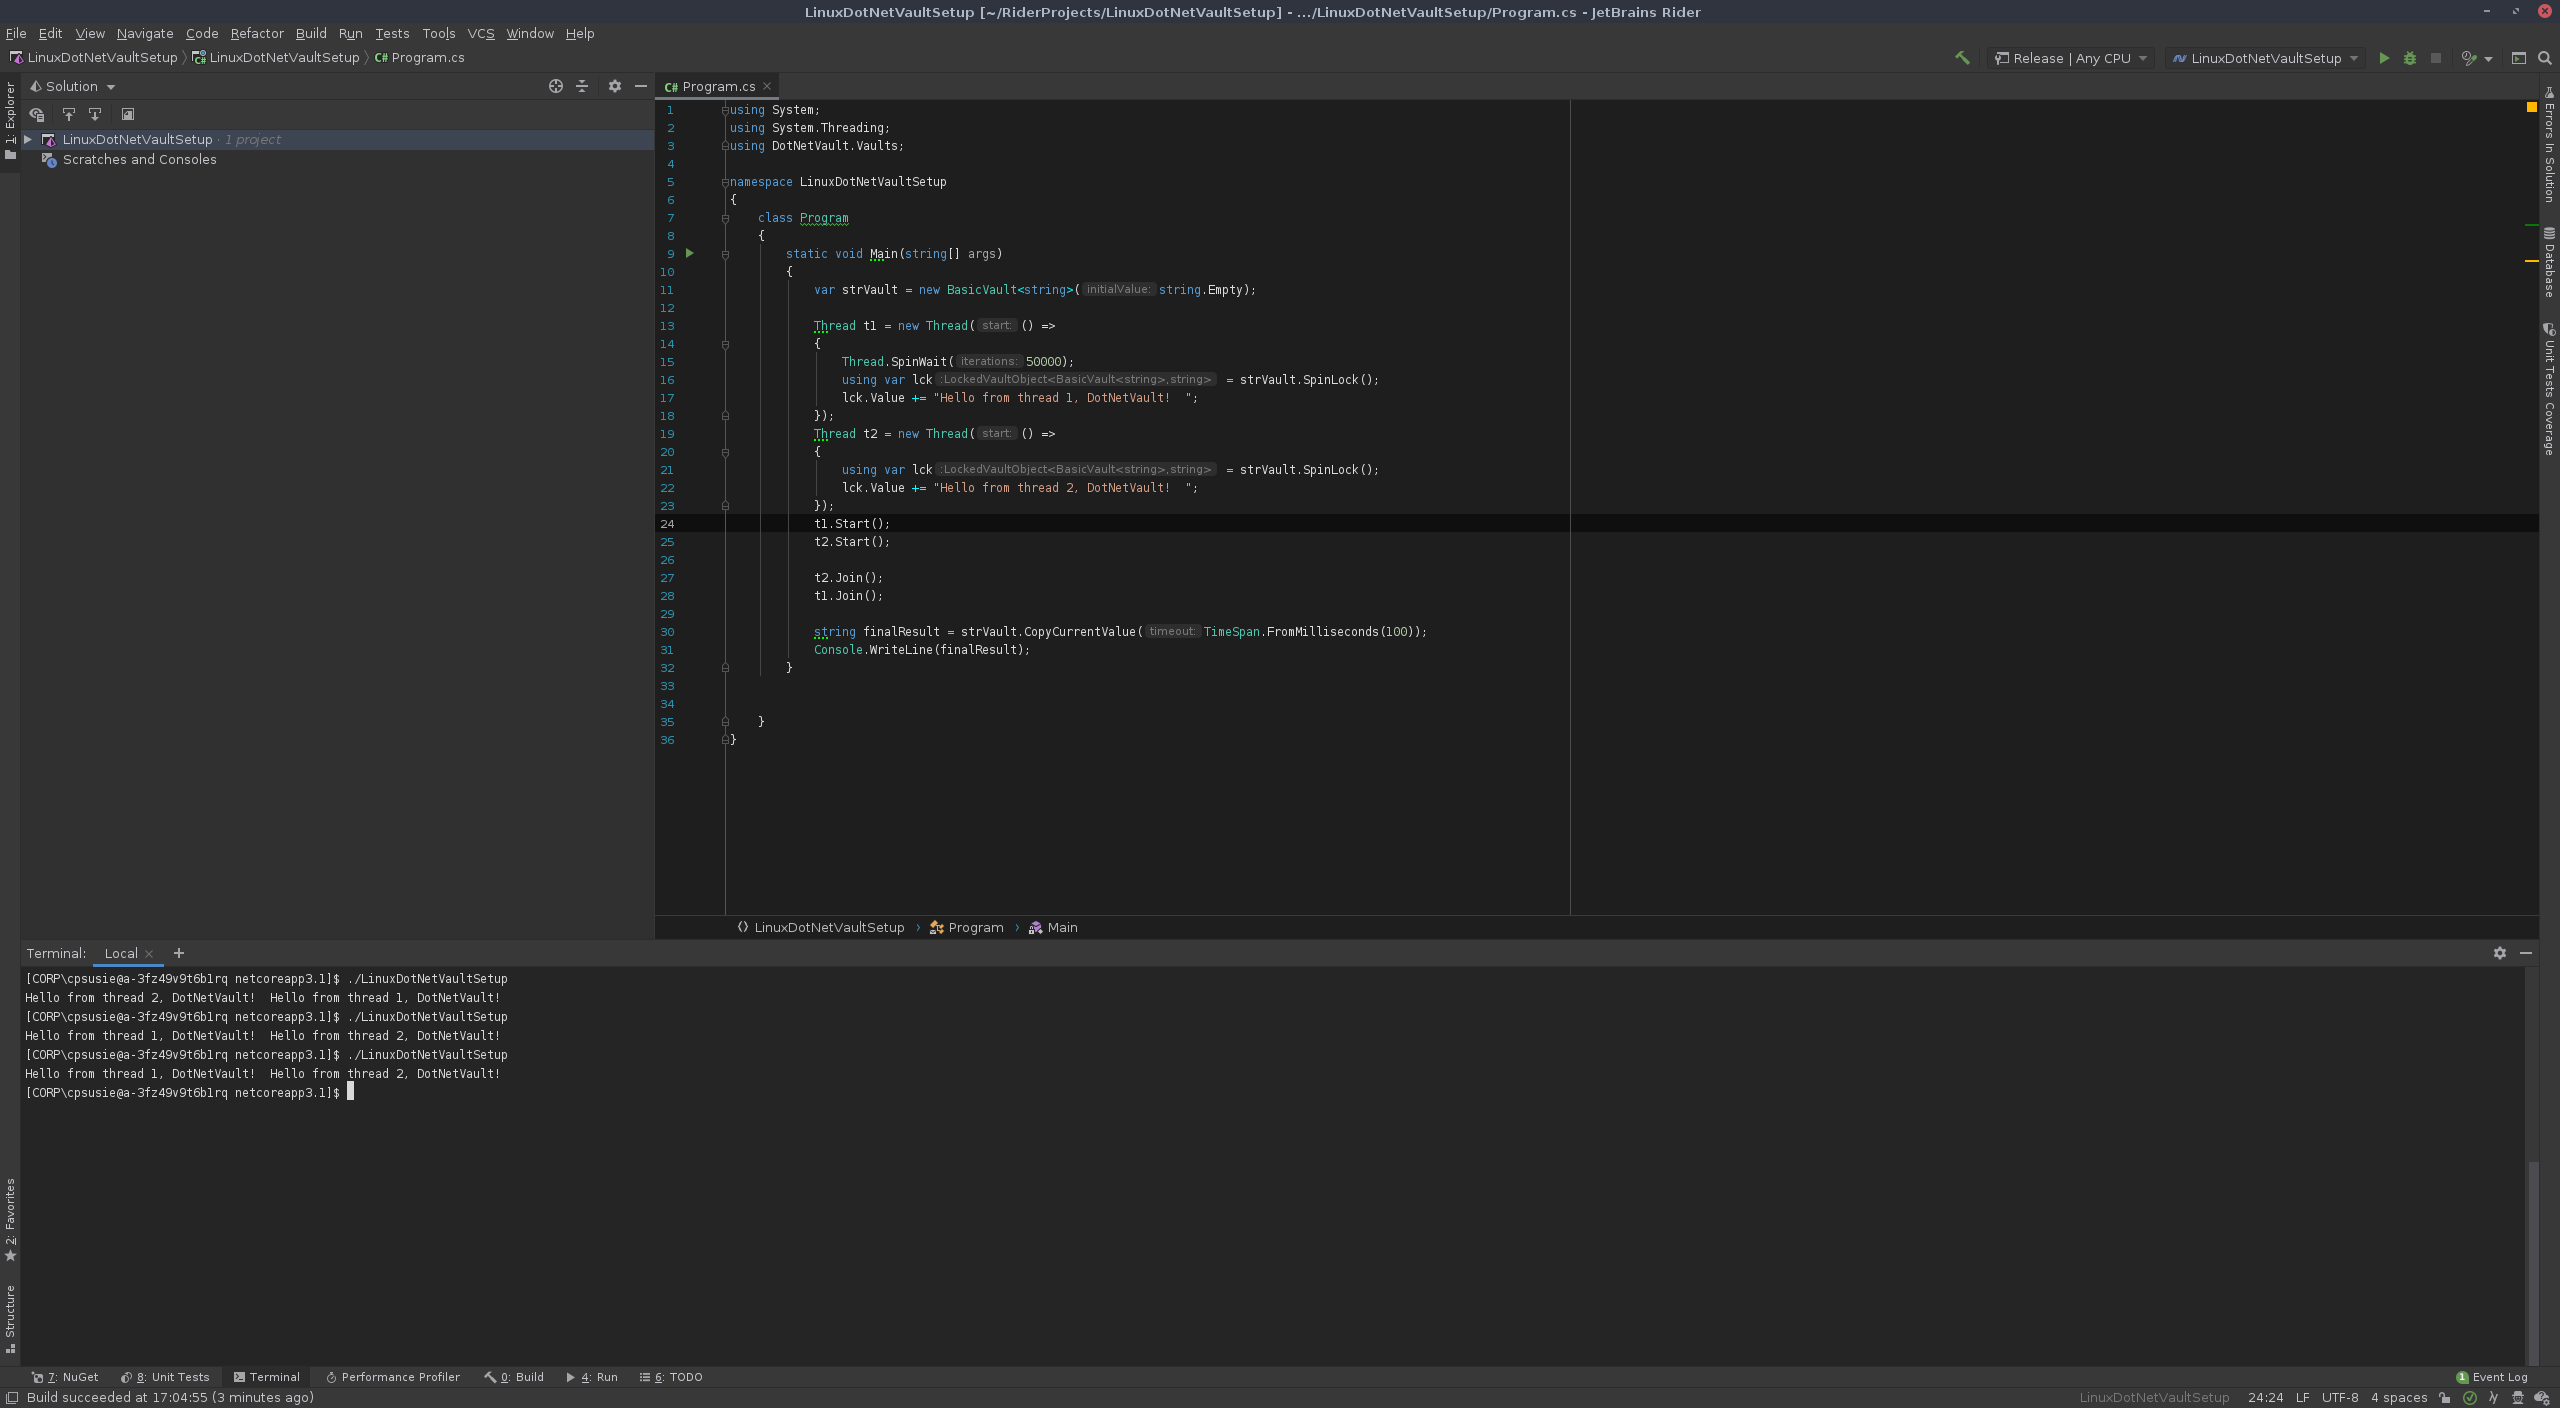 LinuxDotNetVaultSetup [~/RiderProjects/LinuxDotNetVaultSetup] - .../LinuxDotNetVaultSetup/Program.cs - JetBrains Rider
File Edit View Navigate Code Refactor Build Run Tests Tools VCS Window Help
LinuxDotNetVaultSetup LinuxDotNetVaultSetup C# Program.cs
Release | Any CPU LinuxDotNetVaultSetup
1: Explorer
Solution
LinuxDotNetVaultSetup · 1 project
Scratches and Consoles
C# Program.cs
1 using System;
2 using System.Threading;
3 using DotNetVault.Vaults;
4
5 namespace LinuxDotNetVaultSetup
6 {
7 class Program
8 {
9 static void Main(string[] args)
10 {
11 var strVault = new BasicVault<string>(initialValue: string.Empty);
12
13 Thread t1 = new Thread(start: () =>
14 {
15 Thread.SpinWait(iterations: 50000);
16 using var lck :LockedVaultObject<BasicVault<string>,string> = strVault.SpinLock();
17 lck.Value += "Hello from thread 1, DotNetVault!  ";
18 });
19 Thread t2 = new Thread(start: () =>
20 {
21 using var lck :LockedVaultObject<BasicVault<string>,string> = strVault.SpinLock();
22 lck.Value += "Hello from thread 2, DotNetVault!  ";
23 });
24 t1.Start();
25 t2.Start();
26
27 t2.Join();
28 t1.Join();
29
30 string finalResult = strVault.CopyCurrentValue(timeout: TimeSpan.FromMilliseconds(100));
31 Console.WriteLine(finalResult);
32 }
33
34
35 }
36 }
LinuxDotNetVaultSetup › Program › Main
Errors In Solution
Database
Unit Tests Coverage
Terminal: Local +
[CORP\cpsusie@a-3fz49v9t6b1rq netcoreapp3.1]$ ./LinuxDotNetVaultSetup
Hello from thread 2, DotNetVault!  Hello from thread 1, DotNetVault!
[CORP\cpsusie@a-3fz49v9t6b1rq netcoreapp3.1]$ ./LinuxDotNetVaultSetup
Hello from thread 1, DotNetVault!  Hello from thread 2, DotNetVault!
[CORP\cpsusie@a-3fz49v9t6b1rq netcoreapp3.1]$ ./LinuxDotNetVaultSetup
Hello from thread 1, DotNetVault!  Hello from thread 2, DotNetVault!
[CORP\cpsusie@a-3fz49v9t6b1rq netcoreapp3.1]$
2: Favorites
Structure
7: NuGet 8: Unit Tests Terminal Performance Profiler 0: Build 4: Run 6: TODO 1 Event Log
Build succeeded at 17:04:55 (3 minutes ago) LinuxDotNetVaultSetup 24:24 LF UTF-8 4 spaces